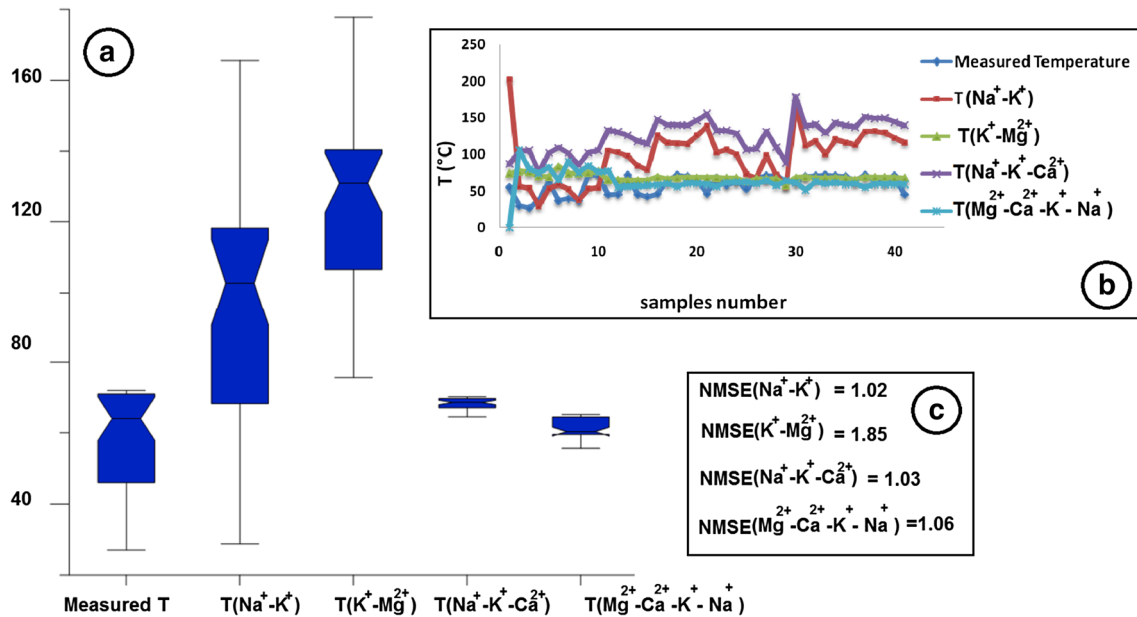 a
160
120
80
40
Measured T
T(Na⁺-K⁺)
T(K⁺-Mg²⁺)
T(Na⁺-K⁺-Ca²⁺)
T(Mg²⁺-Ca²⁺-K⁺- Na⁺)
250
200
150
100
50
0
T (°C)
0
10
20
30
40
samples number
Measured Temperature
T(Na⁺-K⁺)
T(K⁺-Mg²⁺)
T(Na⁺-K⁺-Ca²⁺)
T(Mg²⁺-Ca²⁺-K⁺- Na⁺)
b
NMSE(Na⁺-K⁺) = 1.02
NMSE(K⁺-Mg²⁺) = 1.85
NMSE(Na⁺-K⁺-Ca²⁺) = 1.03
NMSE(Mg²⁺-Ca²⁺-K⁺- Na⁺) =1.06
c